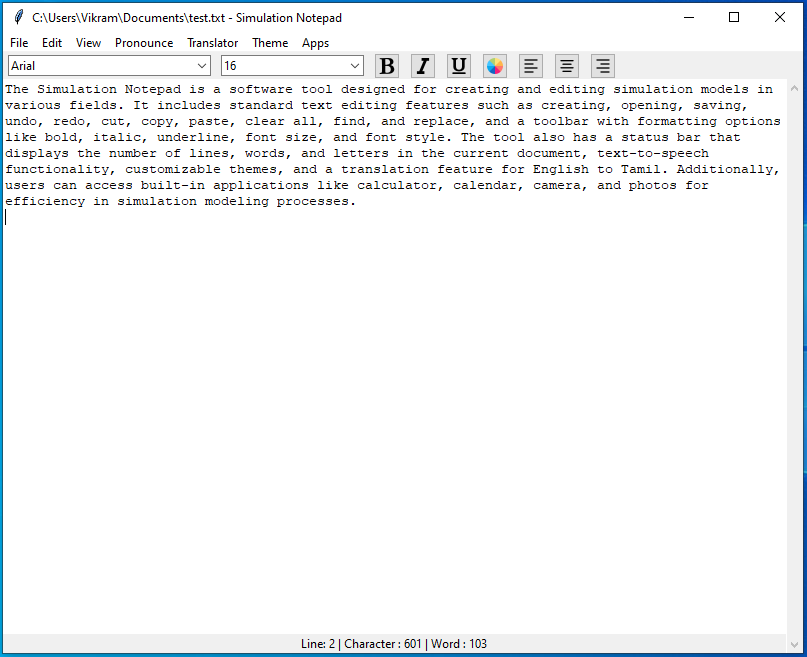 C:\Users\Vikram\Documents\test.txt - Simulation Notepad
File Edit View Pronounce Translator Theme Apps
Arial 16 B I U
The Simulation Notepad is a software tool designed for creating and editing simulation models in
various fields. It includes standard text editing features such as creating, opening, saving,
undo, redo, cut, copy, paste, clear all, find, and replace, and a toolbar with formatting options
like bold, italic, underline, font size, and font style. The tool also has a status bar that
displays the number of lines, words, and letters in the current document, text-to-speech
functionality, customizable themes, and a translation feature for English to Tamil. Additionally,
users can access built-in applications like calculator, calendar, camera, and photos for
efficiency in simulation modeling processes.
Line: 2 | Character : 601 | Word : 103